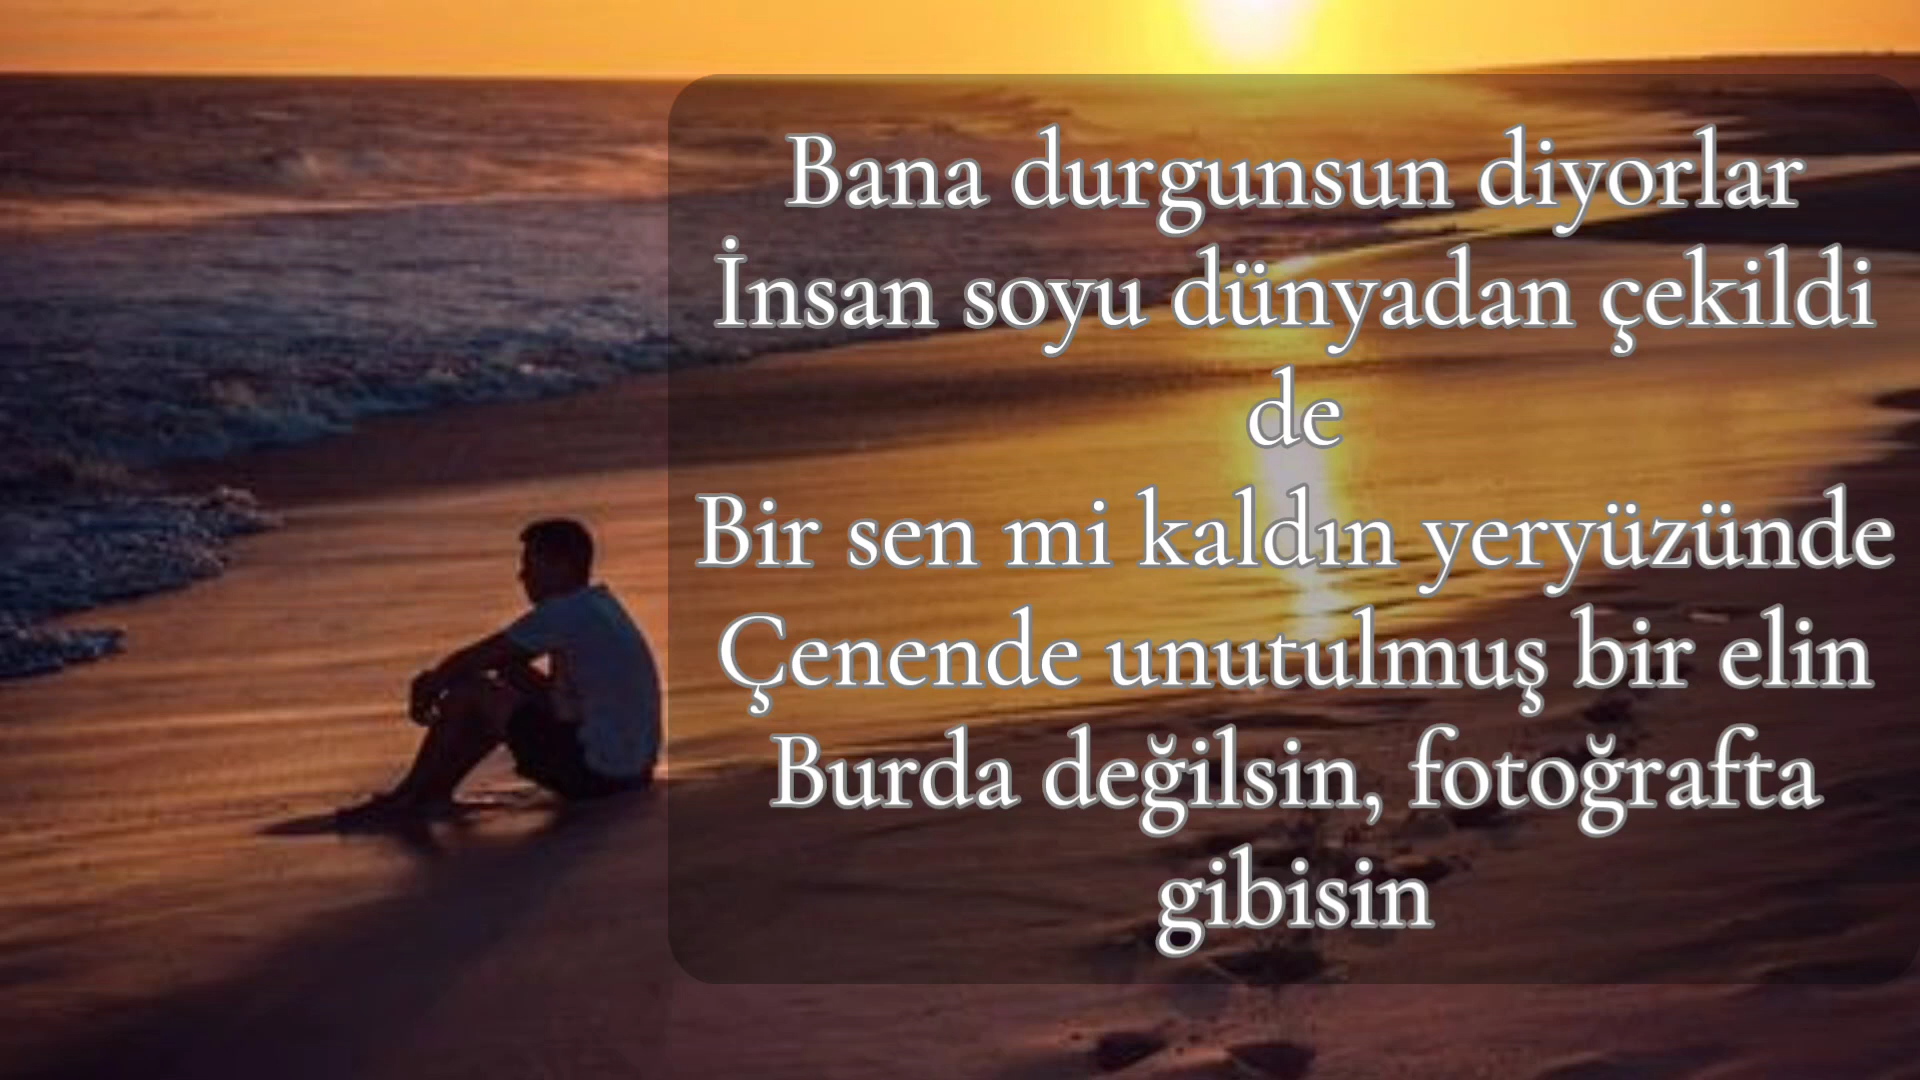 Bana durgunsun diyorlar
İnsan soyu dünyadan çekildi
de
Bir sen mi kaldın yeryüzünde
Çenende unutulmuş bir elin
Burda değilsin, fotoğrafta
gibisin